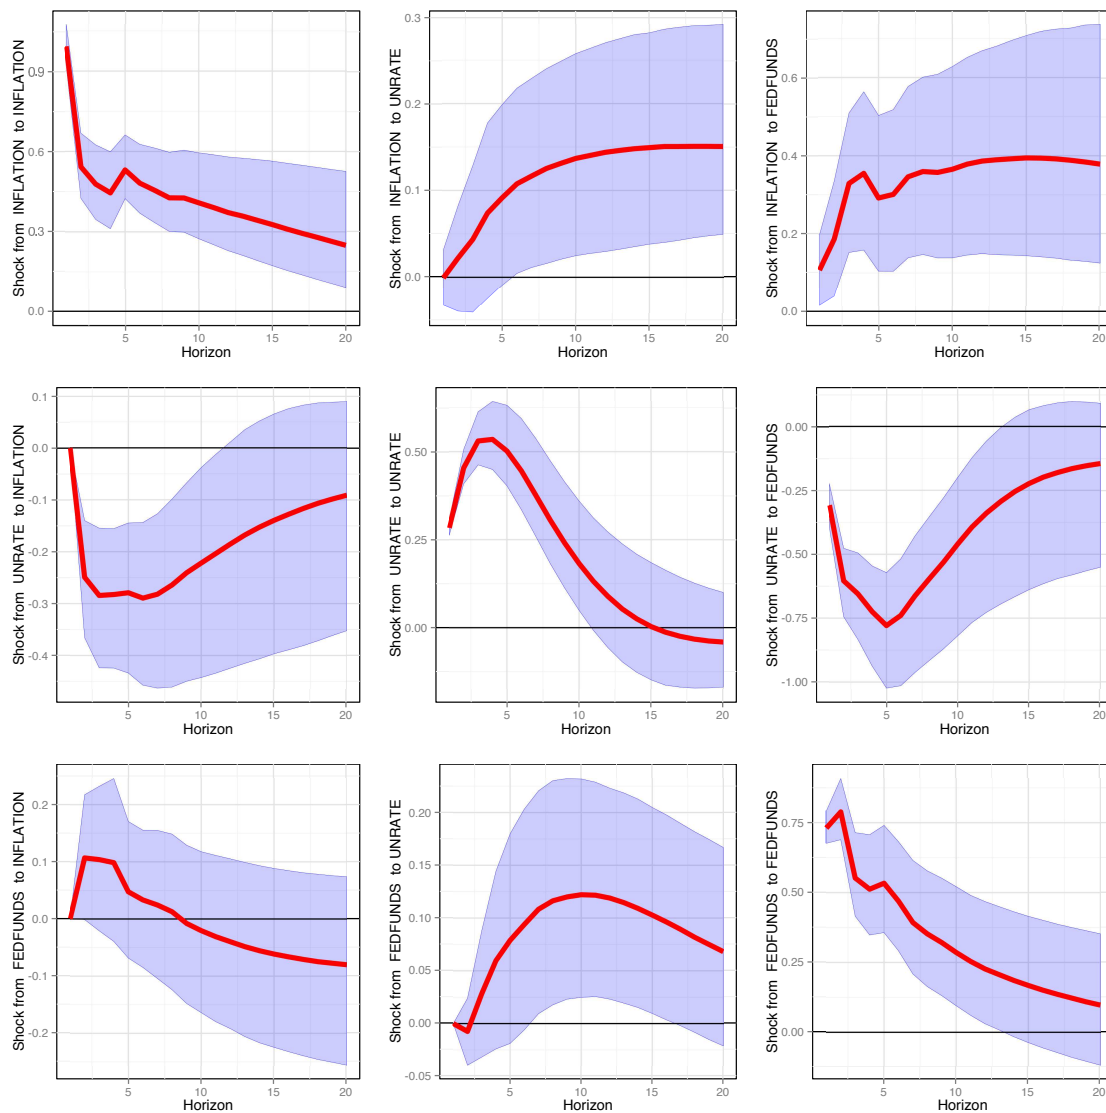 Shock from INFLATION to INFLATION
0.9
0.6
0.3
0.0
5 10 15 20
Horizon
Shock from INFLATION to UNRATE
0.3
0.2
0.1
0.0
5 10 15 20
Horizon
Shock from INFLATION to FEDFUNDS
0.6
0.4
0.2
0.0
5 10 15 20
Horizon
Shock from UNRATE to INFLATION
0.1
0.0
-0.1
-0.2
-0.3
-0.4
5 10 15 20
Horizon
Shock from UNRATE to UNRATE
0.50
0.25
0.00
5 10 15 20
Horizon
Shock from UNRATE to FEDFUNDS
0.00
-0.25
-0.50
-0.75
-1.00
5 10 15 20
Horizon
Shock from FEDFUNDS to INFLATION
0.2
0.1
0.0
-0.1
-0.2
5 10 15 20
Horizon
Shock from FEDFUNDS to UNRATE
0.20
0.15
0.10
0.05
0.00
-0.05
5 10 15 20
Horizon
Shock from FEDFUNDS to FEDFUNDS
0.75
0.50
0.25
0.00
5 10 15 20
Horizon